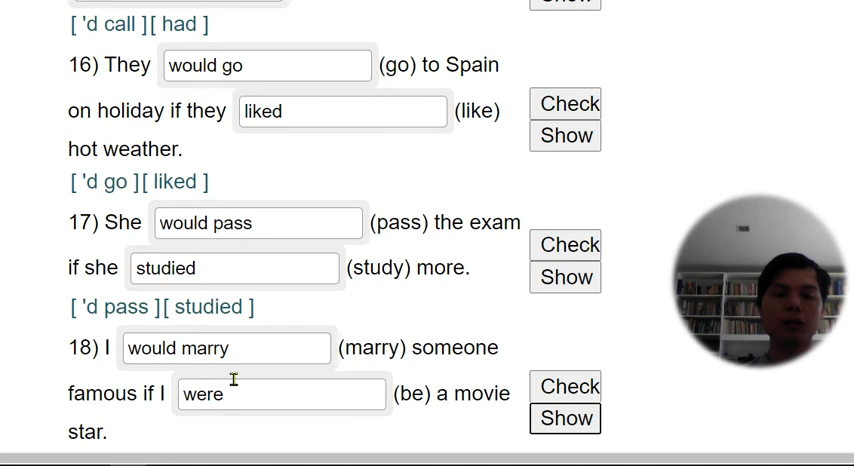 Show
[ 'd call ][ had ]
16) They would go (go) to Spain
on holiday if they liked (like)
hot weather.
Check
Show
[ 'd go ][ liked ]
17) She would pass (pass) the exam
if she studied (study) more.
Check
Show
[ 'd pass ][ studied ]
18) I would marry (marry) someone
famous if I were (be) a movie
star.
Check
Show